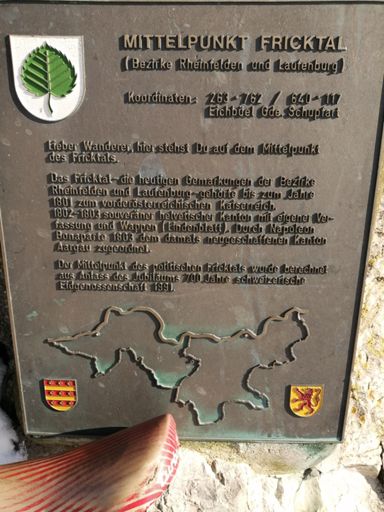 MITTELPUNKT FRICKTAL
(Bezirke Rheinfelden und Laufenburg)
Koordinaten: 263-762 / 640-117
Eichbüel Gde. Schupfart
Lieber Wanderer, hier stehst Du auf dem Mittelpunkt
des Fricktals.
Das Fricktal - die heutigen Gemarkungen der Bezirke
Rheinfelden und Laufenburg - gehörte bis zum Jahre
1801 zum vorderösterreichischen Kaiserreich.
1802-1803 souveräner helvetischer Kanton mit eigener Ver-
fassung und Wappen (Lindenblatt). Durch Napoleon
Bonaparte 1803 dem damals neugeschaffenen Kanton
Aargau zugeordnet.
Der Mittelpunkt des politischen Fricktals wurde berechnet
aus Anlass des Jubiläums 700 Jahre schweizerische
Eidgenossenschaft 1991.